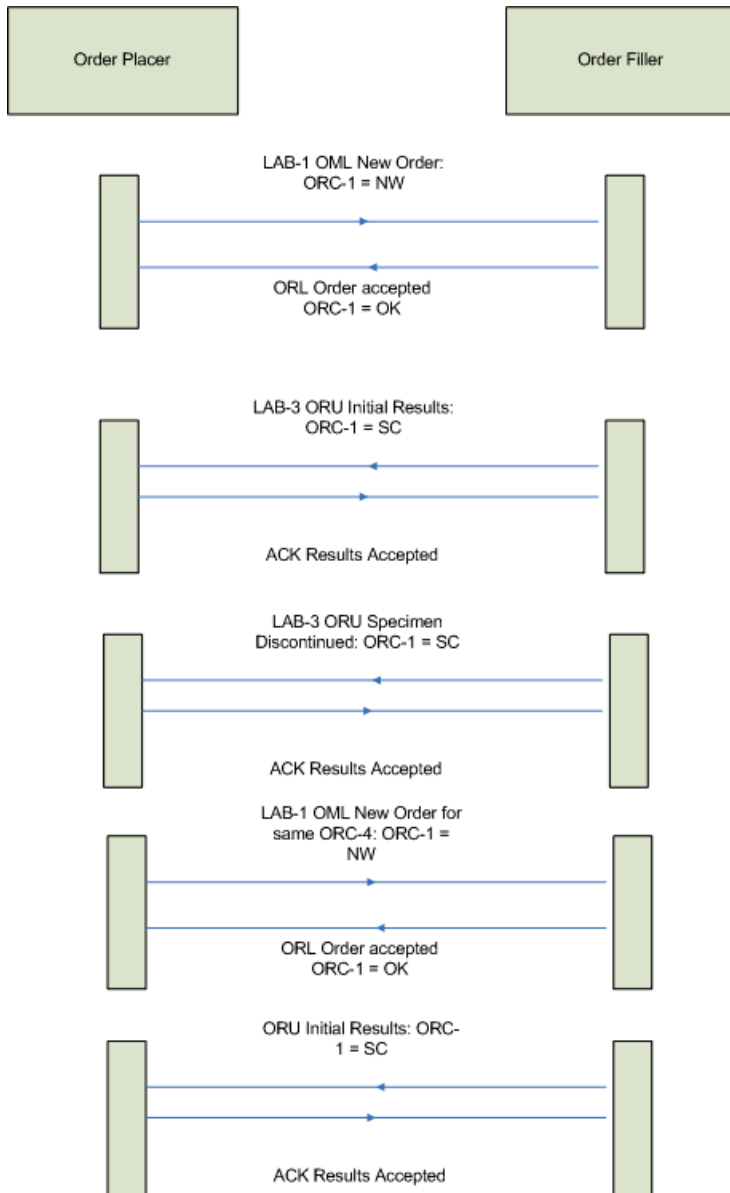 Order Placer
Order Filler
LAB-1 OML New Order:
ORC-1 = NW
ORL Order accepted
ORC-1 = OK
LAB-3 ORU Initial Results:
ORC-1 = SC
ACK Results Accepted
LAB-3 ORU Specimen
Discontinued: ORC-1 = SC
ACK Results Accepted
LAB-1 OML New Order for
same ORC-4: ORC-1 =
NW
ORL Order accepted
ORC-1 = OK
ORU Initial Results: ORC-
1 = SC
ACK Results Accepted